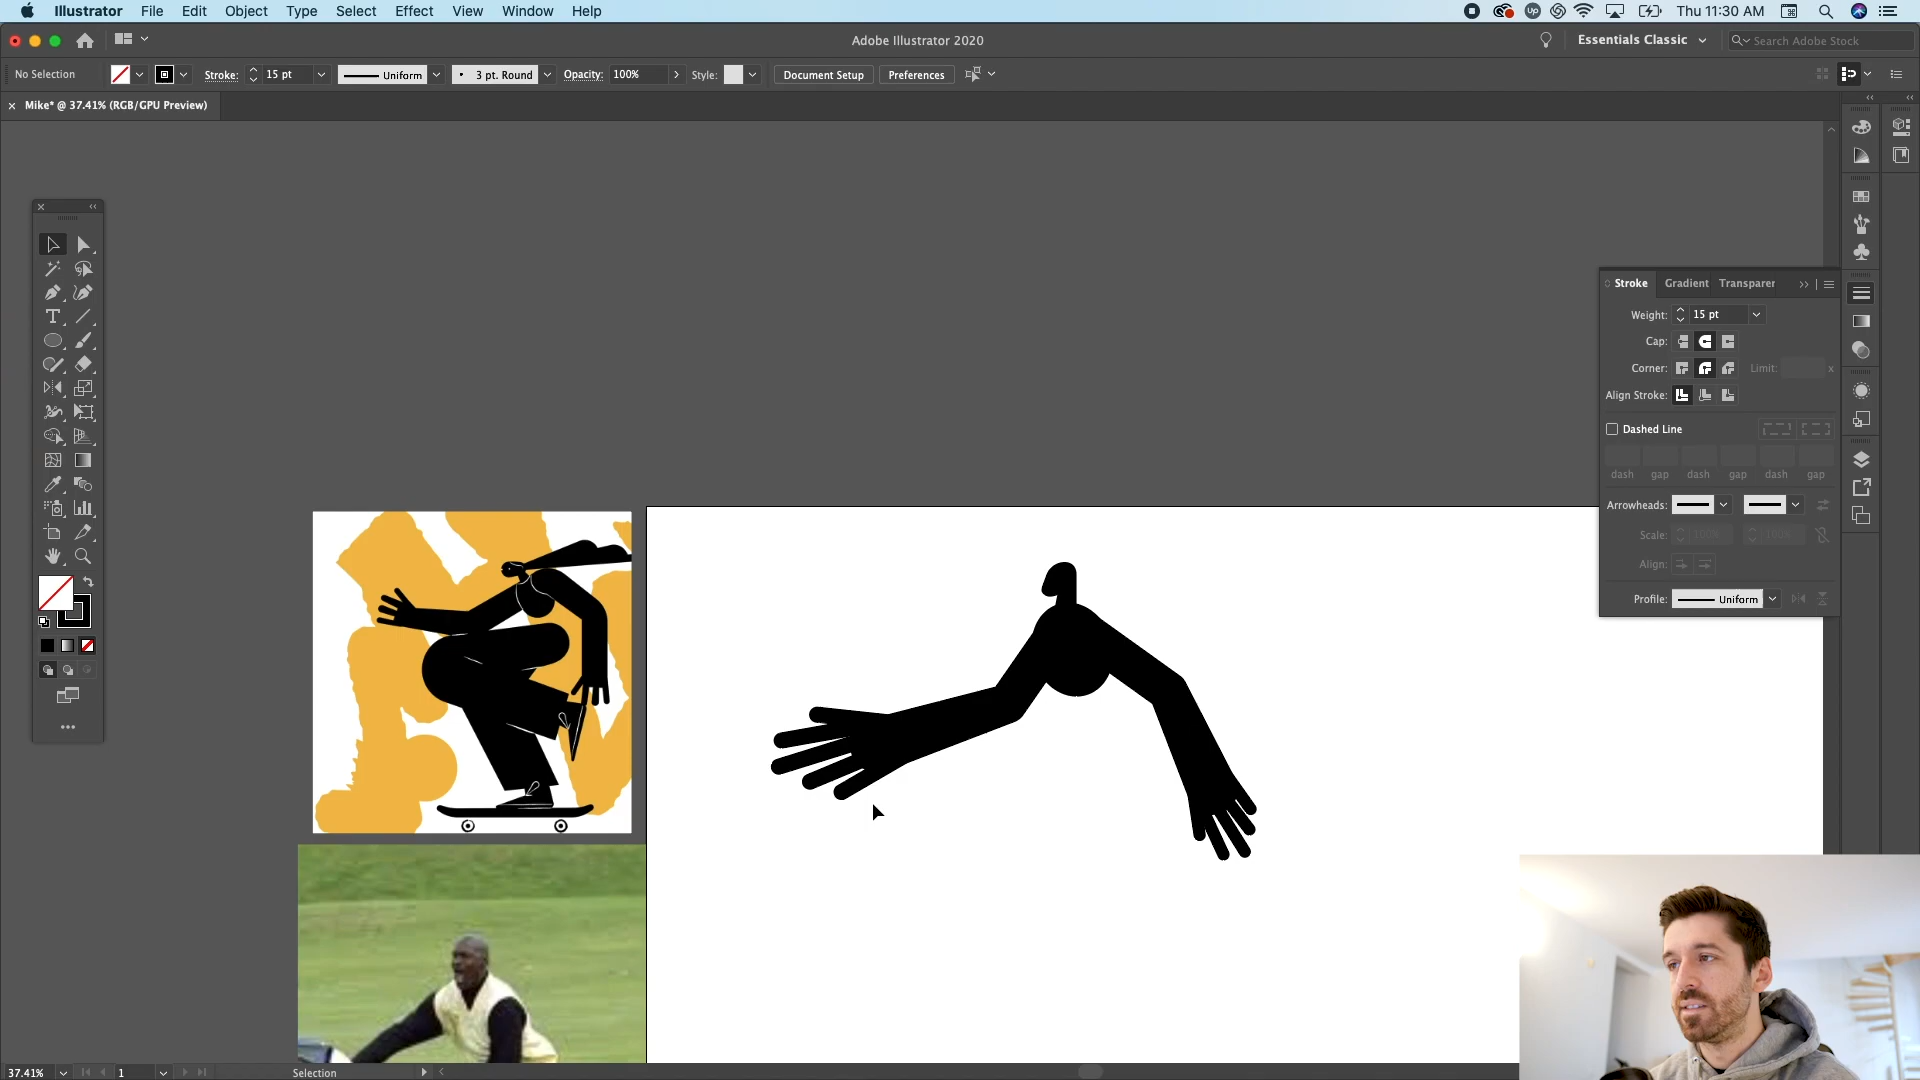 Illustrator File Edit Object Type Select Effect View Window Help
Thu 11:30 AM
Adobe Illustrator 2020
Essentials Classic
Search Adobe Stock
No Selection
Stroke: 15 pt
Uniform
3 pt. Round
Opacity: 100%
Style:
Document Setup
Preferences
Mike* @ 37.41% (RGB/GPU Preview)
Stroke Gradient Transparer
Weight: 15 pt
Cap:
Corner:
Limit: x
Align Stroke:
Dashed Line
dash gap dash gap dash gap
Arrowheads:
Scale: 100% 100%
Align:
Profile: Uniform
37.41%
1
Selection